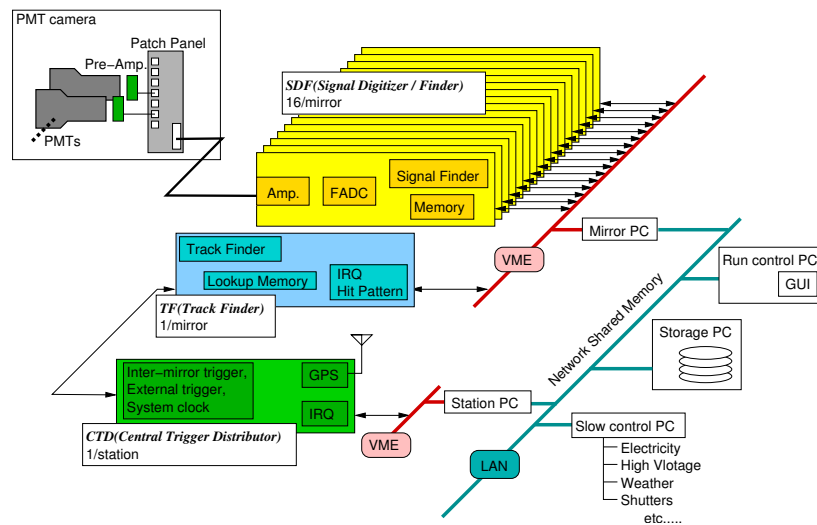 PMT camera
Patch Panel
Pre−Amp.
PMTs
SDF(Signal Digitizer / Finder)
16/mirror
Amp.
FADC
Signal Finder
Memory
Track Finder
Lookup Memory
IRQ
Hit Pattern
TF(Track Finder)
1/mirror
VME
Mirror PC
Run control PC
GUI
Network Shared Memory
Storage PC
Inter−mirror trigger,
External trigger,
System clock
GPS
IRQ
CTD(Central Trigger Distributor)
1/station
VME
Station PC
Slow control PC
LAN
Electricity
High Vlotage
Weather
Shutters
etc.....